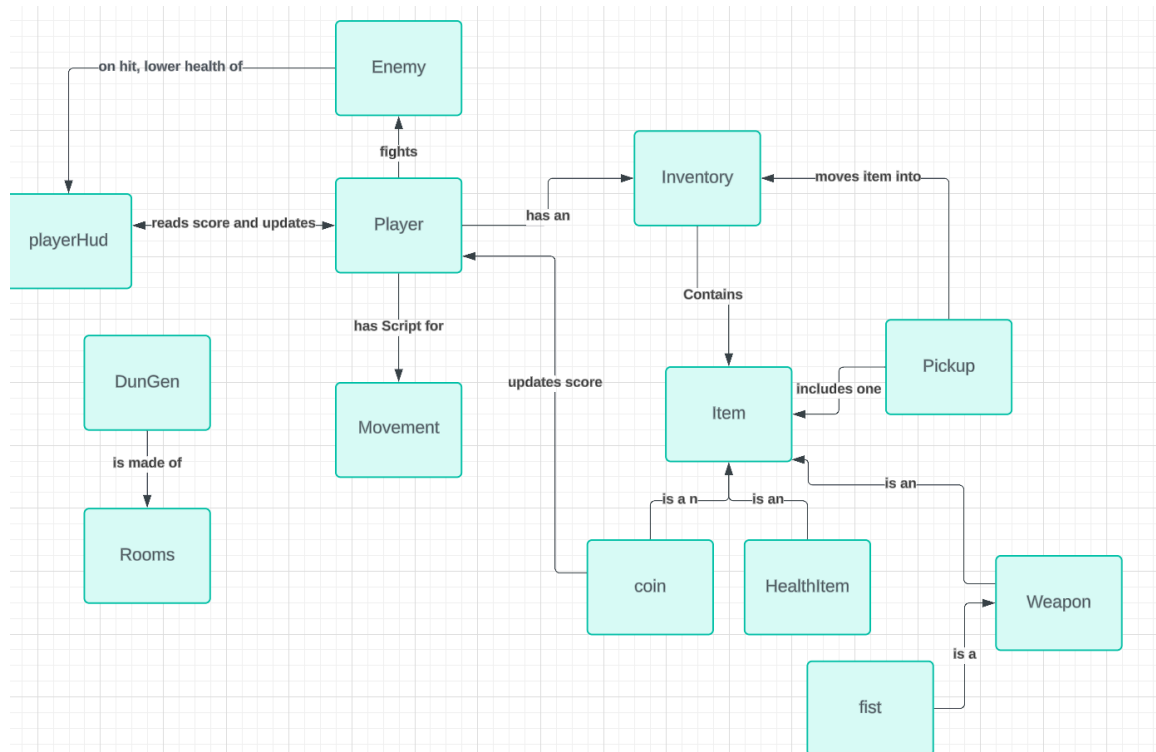 Enemy
on hit, lower health of
fights
Inventory
moves item into
playerHud
reads score and updates
Player
has an
Contains
has Script for
DunGen
updates score
Pickup
includes one
Item
Movement
is made of
is a n
is an
is an
Rooms
coin
HealthItem
Weapon
is a
fist